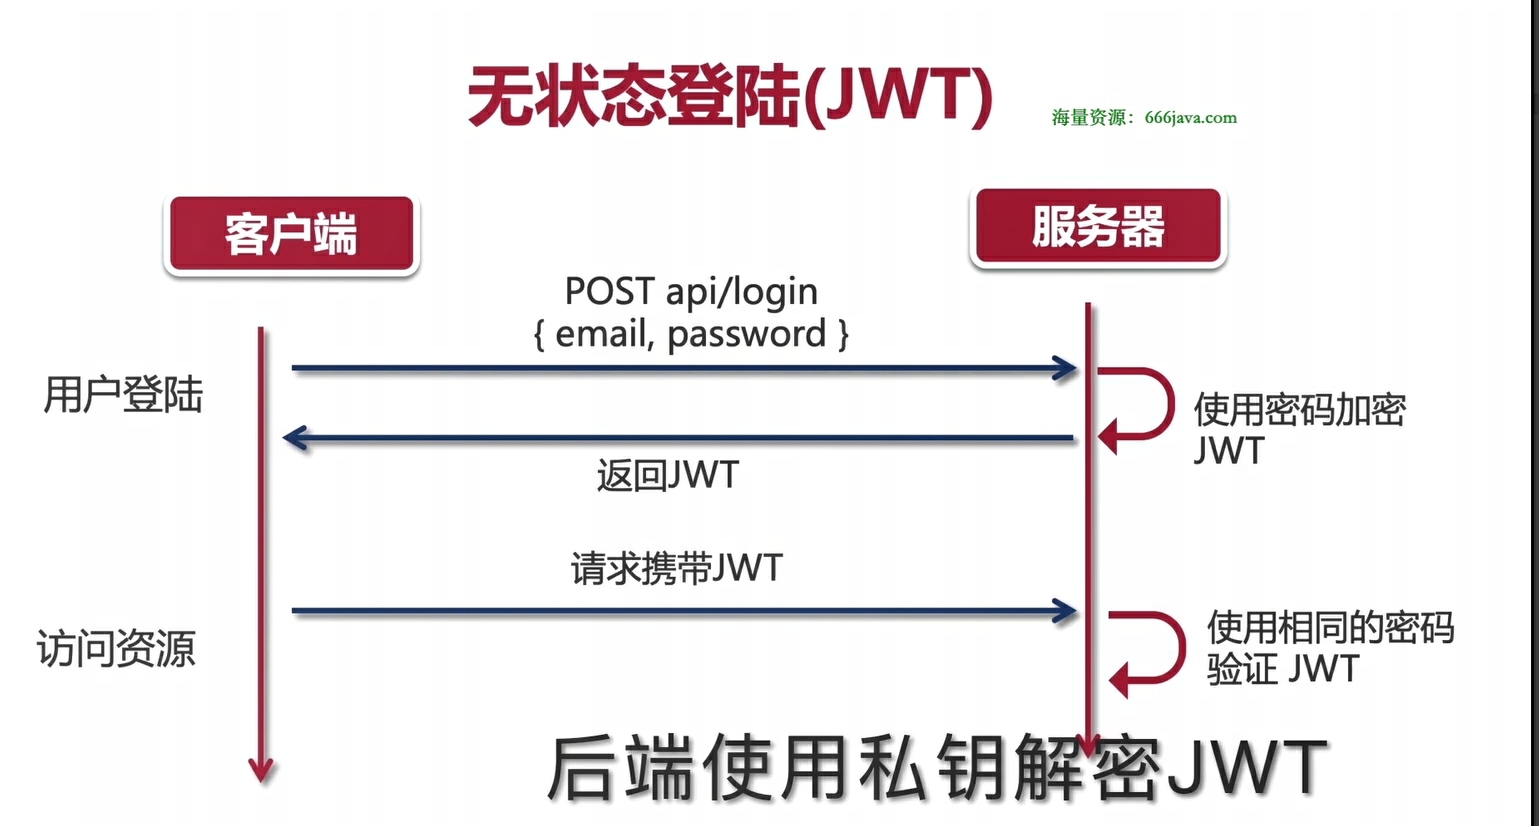 无状态登陆(JWT)
海量资源：666java.com
客户端
服务器
POST api/login
{ email, password }
用户登陆
使用密码加密
JWT
返回JWT
请求携带JWT
访问资源
使用相同的密码
验证 JWT
后端使用私钥解密JWT